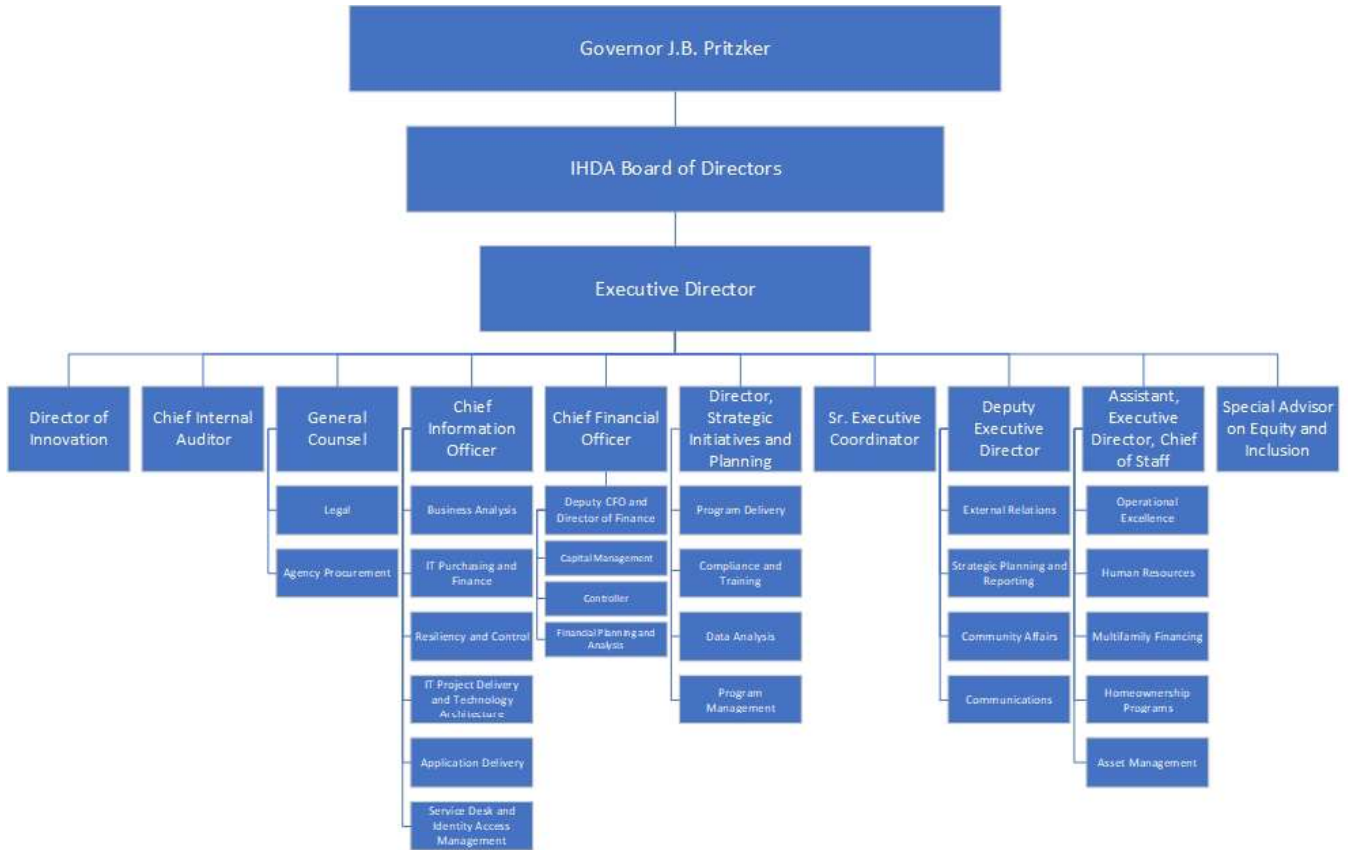 Governor J.B. Pritzker
IHDA Board of Directors
Executive Director
Director of
Innovation
Chief Internal
Auditor
General
Counsel
Legal
Agency Procurement
Chief
Information
Officer
Business Analysis
IT Purchasing and
Finance
Resiliency and Control
IT Project Delivery
and Technology
Architecture
Application Delivery
Service Desk and
Identity Access
Management
Chief Financial
Officer
Deputy CFO and
Director of Finance
Capital Management
Controller
Financial Planning and
Analysis
Director,
Strategic
Initiatives and
Planning
Program Delivery
Compliance and
Training
Data Analysis
Program
Management
Sr. Executive
Coordinator
Deputy
Executive
Director
External Relations
Strategic Planning and
Reporting
Community Affairs
Communications
Assistant,
Executive
Director, Chief
of Staff
Operational
Excellence
Human Resources
Multifamily Financing
Homeownership
Programs
Asset Management
Special Advisor
on Equity and
Inclusion